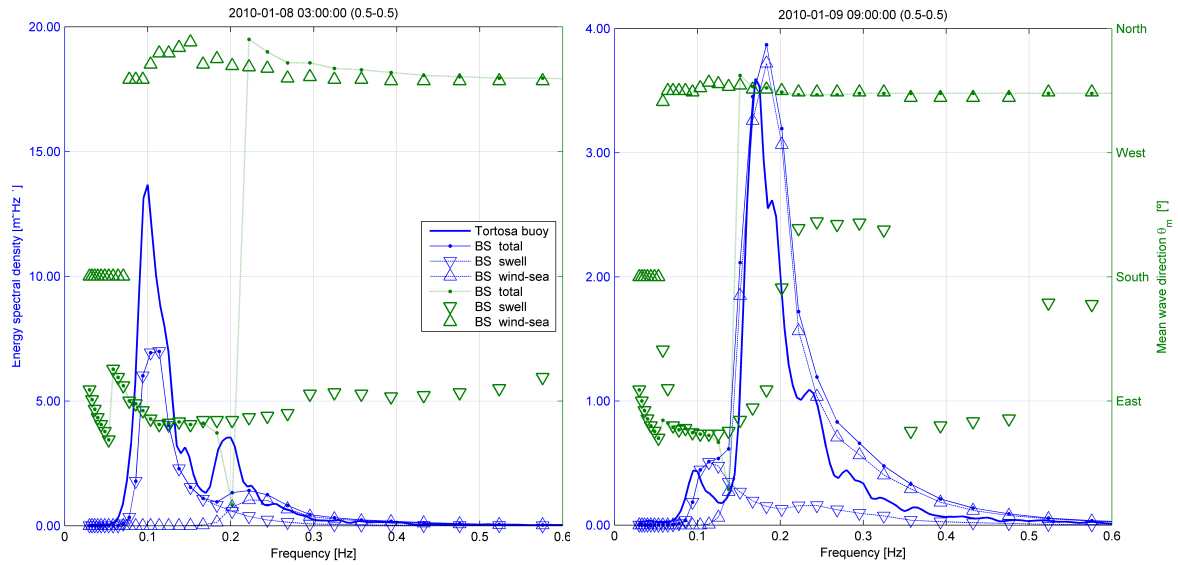 2010-01-08 03:00:00 (0.5-0.5)
20.00
15.00
10.00
5.00
0.00
Energy spectral density [m
0
0.1
0.2
0.3
0.4
0.5
0.6
Frequency [Hz]
Tortosa buoy
BS total
BS swell
BS wind-sea
BS total
BS swell
BS wind-sea
2010-01-09 09:00:00 (0.5-0.5)
4.00
3.00
2.00
1.00
0.00
0
0.1
0.2
0.3
0.4
0.5
0.6
Frequency [Hz]
North
West
South
East
Mean wave direction θm [º]